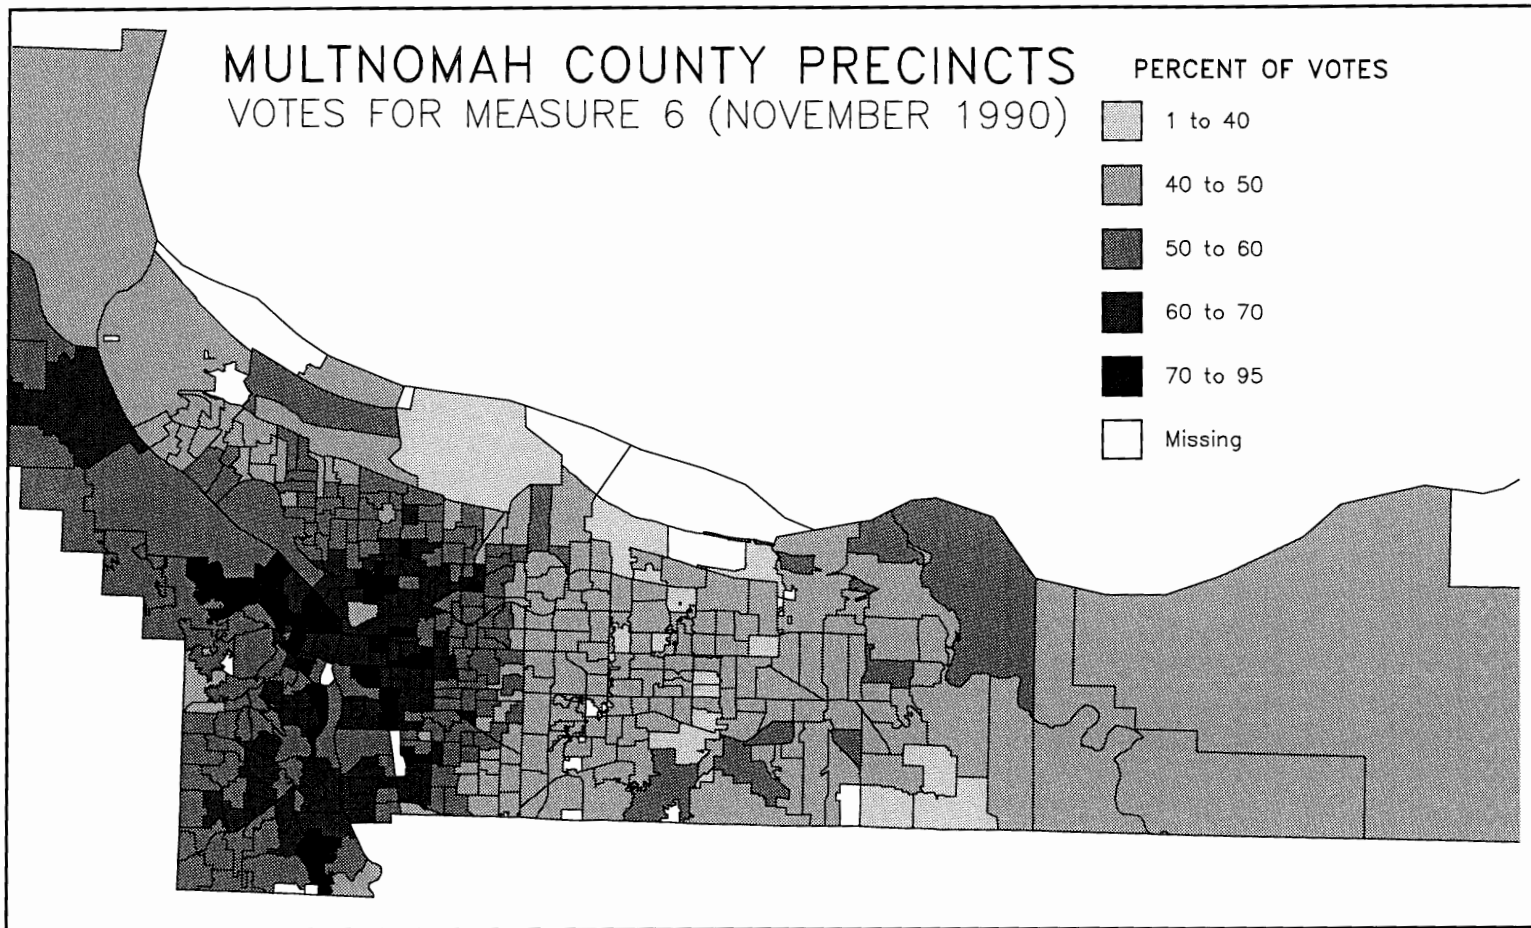 MULTNOMAH COUNTY PRECINCTS
VOTES FOR MEASURE 6 (NOVEMBER 1990)
PERCENT OF VOTES
1 to 40
40 to 50
50 to 60
60 to 70
70 to 95
Missing